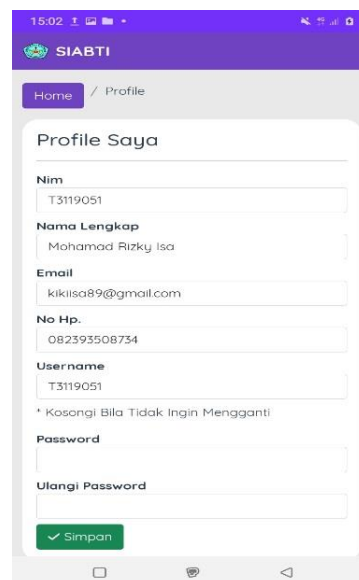 15:02
SIABTI
Home / Profile
Profile Saya
Nim
T3119051
Nama Lengkap
Mohamad Rizky Isa
Email
kikiisa89@gmail.com
No Hp.
082393508734
Username
T3119051
* Kosongi Bila Tidak Ingin Mengganti
Password
Ulangi Password
Simpan